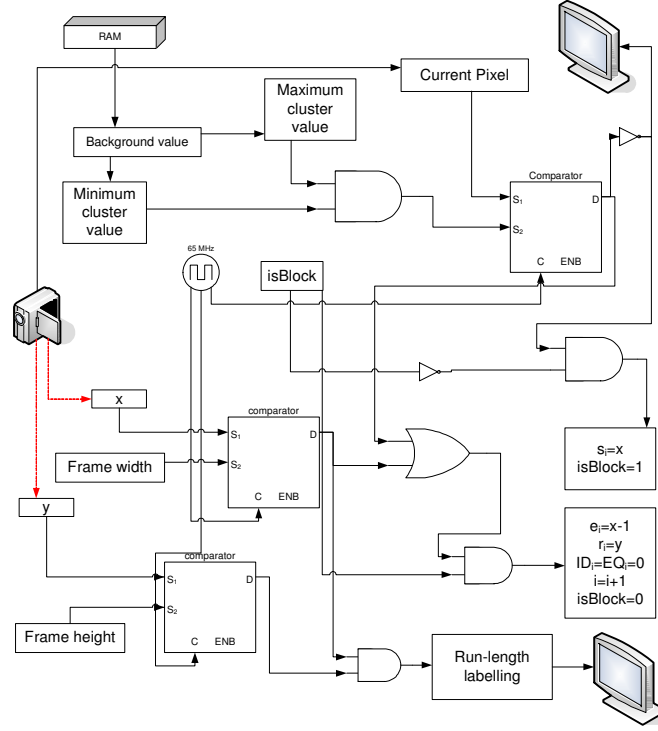 RAM
Current Pixel
Maximum
cluster
value
Background value
Minimum
cluster
value
Comparator
S₁
D
S₂
C ENB
65 MHz
isBlock
x
comparator
S₁
D
S₂
C ENB
Frame width
sᵢ=x
isBlock=1
y
eᵢ=x-1
rᵢ=y
IDᵢ=EQᵢ=0
i=i+1
isBlock=0
comparator
S₁
D
S₂
C ENB
Frame height
Run-length
labelling